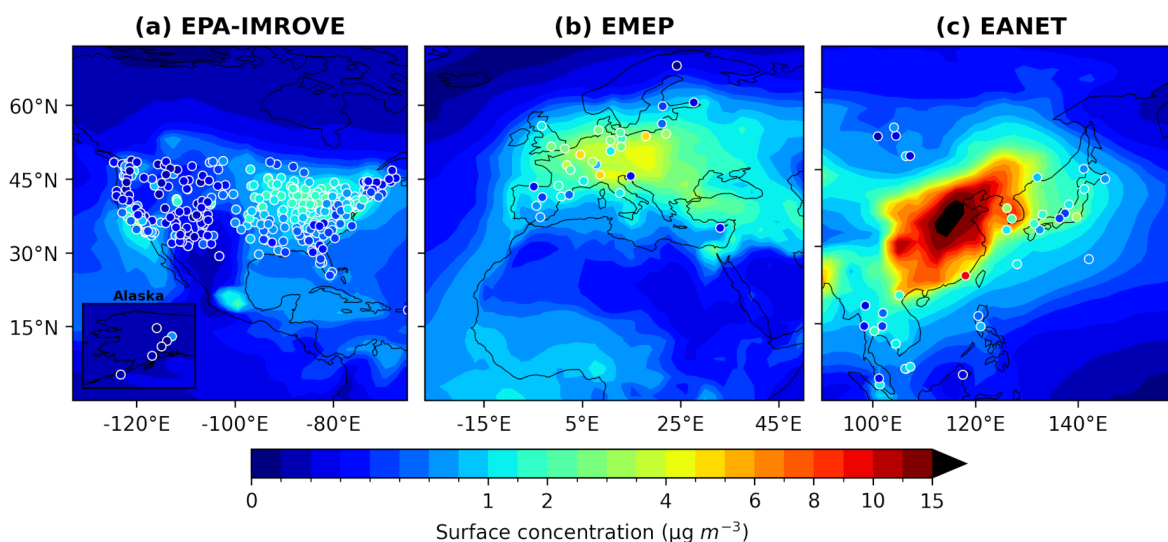 (a) EPA-IMROVE (b) EMEP (c) EANET
60°N
45°N
30°N
15°N
Alaska
-120°E -100°E -80°E -15°E 5°E 25°E 45°E 100°E 120°E 140°E
0 1 2 4 6 8 10 15
Surface concentration (μg m⁻³)